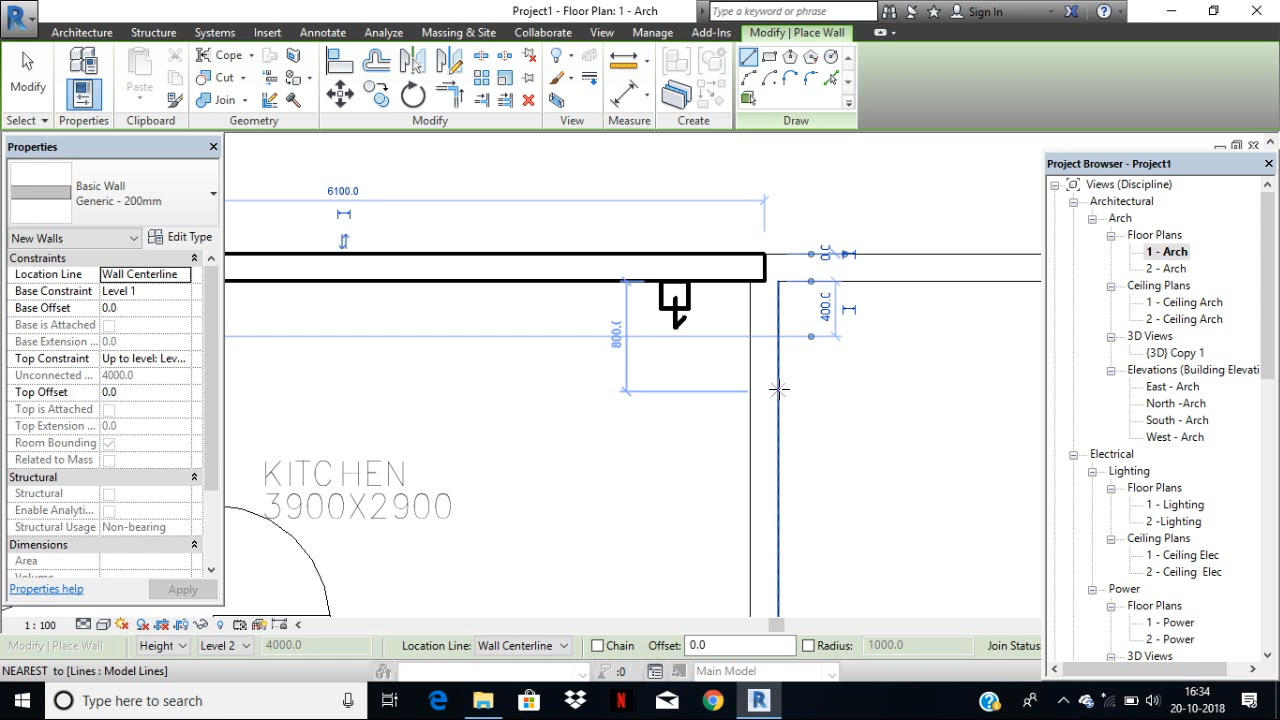 Project1 - Floor Plan: 1 - Arch
Type a keyword or phrase
Sign In
Architecture Structure Systems Insert Annotate Analyze Massing & Site Collaborate View Manage Add-Ins Modify | Place Wall
Modify
Paste
Cope
Cut
Join
Select Properties Clipboard Geometry Modify View Measure Create Draw
Properties
Basic Wall
Generic - 200mm
New Walls
Edit Type
Constraints
Location Line Wall Centerline
Base Constraint Level 1
Base Offset 0.0
Base is Attached
Base Extension ... 0.0
Top Constraint Up to level: Lev...
Unconnected ... 4000.0
Top Offset 0.0
Top is Attached
Top Extension ... 0.0
Room Bounding
Related to Mass
Structural
Structural
Enable Analyti...
Structural Usage Non-bearing
Dimensions
Area
Volume
Properties help
Apply
6100.0
800.0
400.0
KITCHEN
3900X2900
Project Browser - Project1
Views (Discipline)
Architectural
Arch
Floor Plans
1 - Arch
2 - Arch
Ceiling Plans
1 - Ceiling Arch
2 - Ceiling Arch
3D Views
{3D} Copy 1
Elevations (Building Elevati
East - Arch
North -Arch
South - Arch
West - Arch
Electrical
Lighting
Floor Plans
1 - Lighting
2 -Lighting
Ceiling Plans
1 - Ceiling Elec
2 - Ceiling Elec
Power
Floor Plans
1 - Power
2 - Power
3D Views
1 : 100
Modify | Place Wall Height Level 2 4000.0 Location Line: Wall Centerline Chain Offset: 0.0 Radius: 1000.0 Join Status
NEAREST to [Lines : Model Lines]
:0
Main Model
Type here to search
16:34
20-10-2018